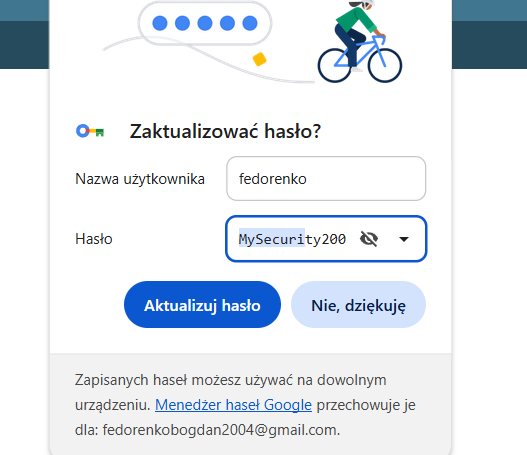 Zaktualizować hasło?
Nazwa użytkownika fedorenko
Hasło MySecurity200
Aktualizuj hasło Nie, dziękuję
Zapisanych haseł możesz używać na dowolnym
urządzeniu. Menedżer haseł Google przechowuje je
dla: fedorenkobogdan2004@gmail.com.